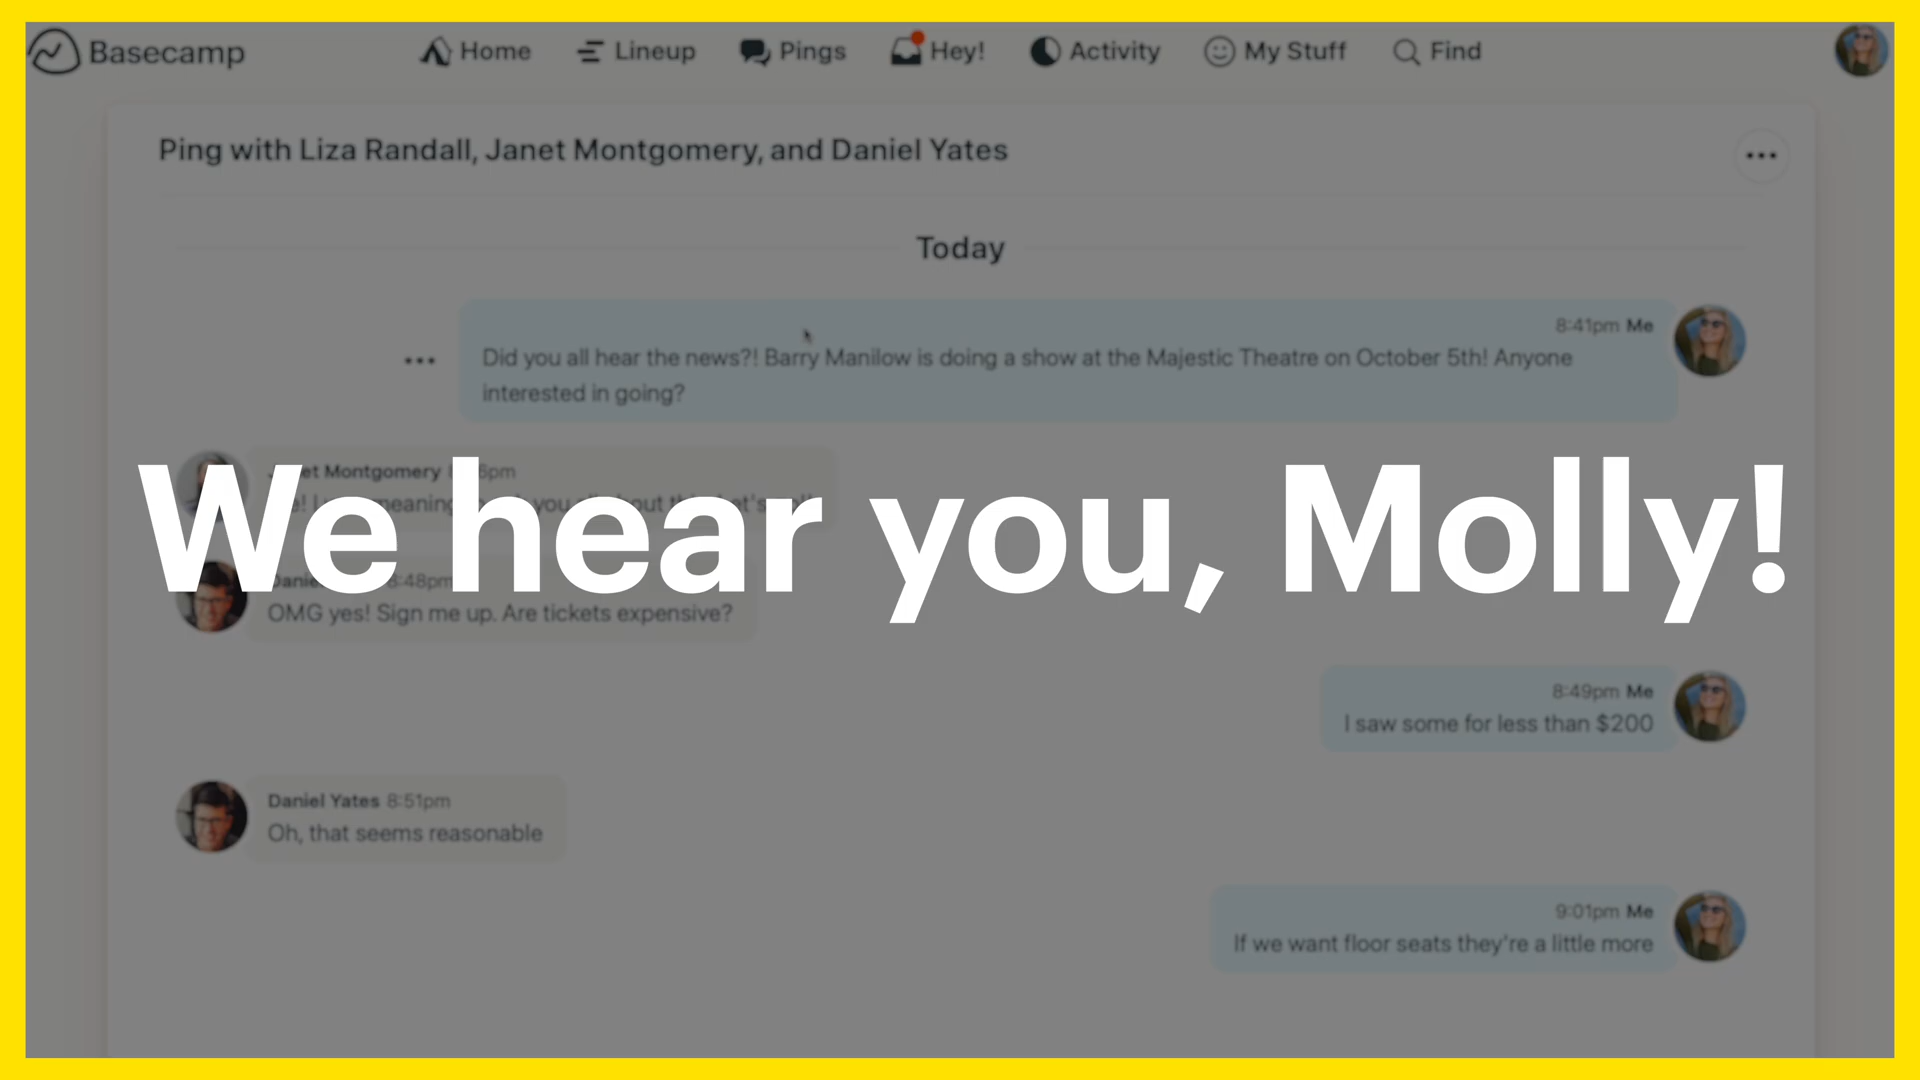 Basecamp
Home
Lineup
Pings
Hey!
Activity
My Stuff
Find
Ping with Liza Randall, Janet Montgomery, and Daniel Yates
Today
8:41pm Me
Did you all hear the news?! Barry Manilow is doing a show at the Majestic Theatre on October 5th! Anyone
interested in going?
Montgomery
We hear you, Molly!
8:48pm
OMG yes! Sign me up. Are tickets expensive?
8:49pm Me
I saw some for less than $200
Daniel Yates 8:51pm
Oh, that seems reasonable
9:01pm Me
If we want floor seats they're a little more